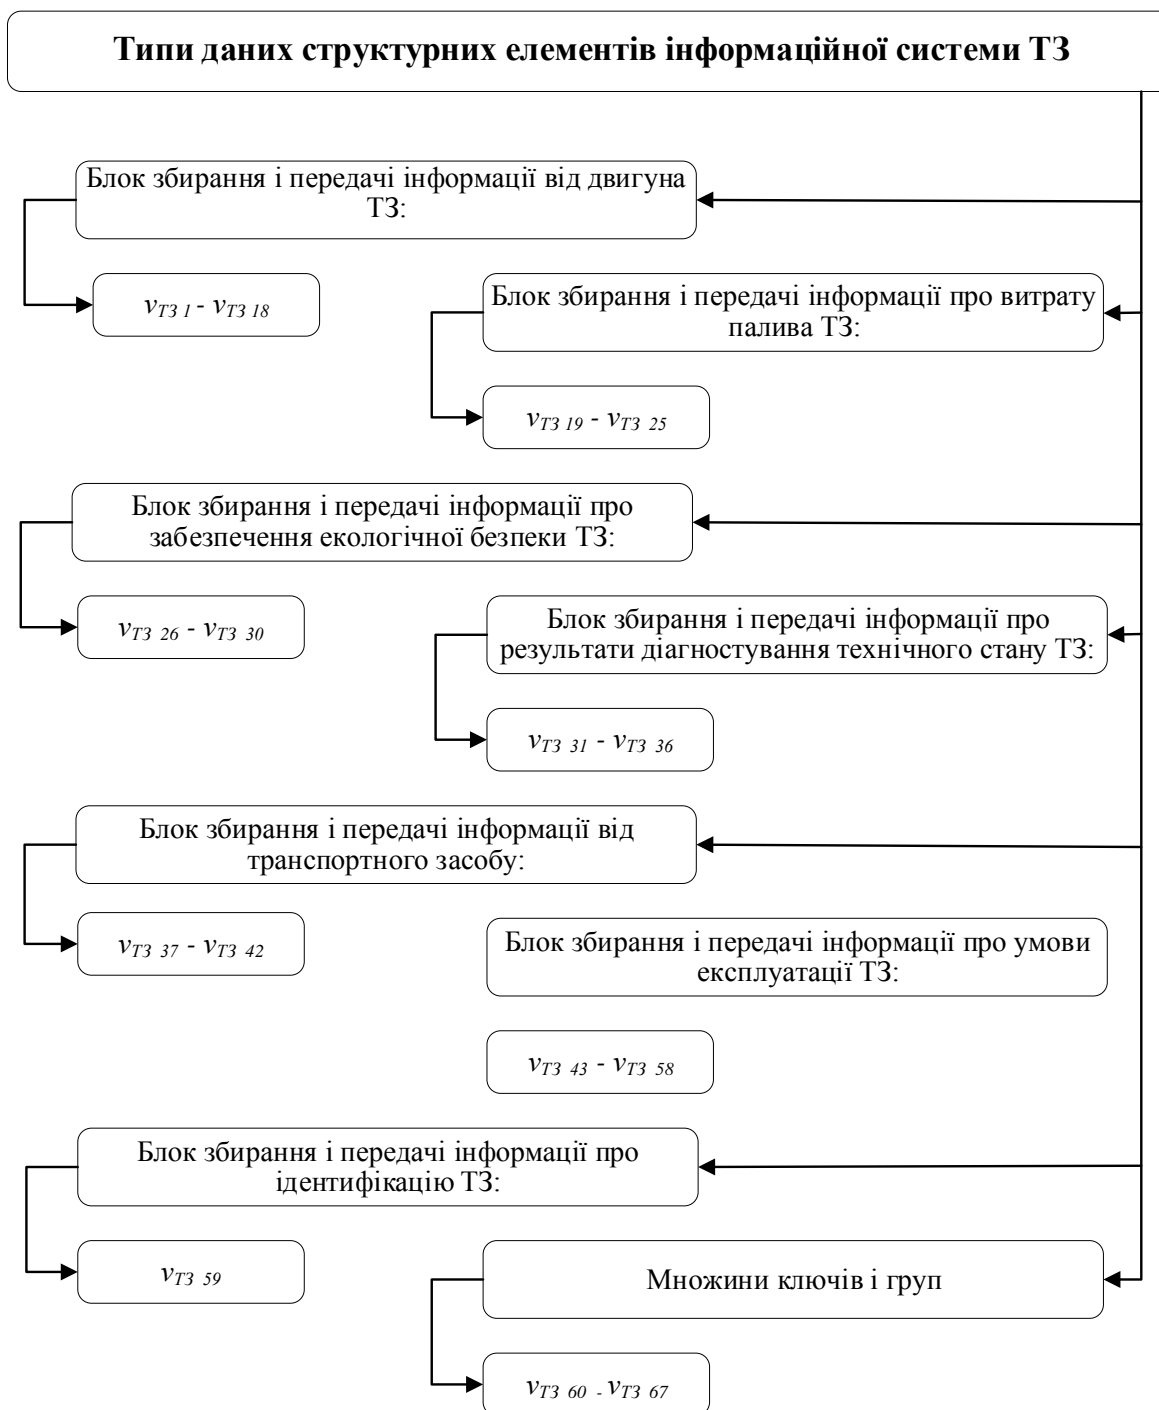 Типи даних структурних елементів інформаційної системи ТЗ
Блок збирання і передачі інформації від двигуна
ТЗ:
vТЗ 1 - vТЗ 18
Блок збирання і передачі інформації про витрату
палива ТЗ:
vТЗ 19 - vТЗ 25
Блок збирання і передачі інформації про
забезпечення екологічної безпеки ТЗ:
vТЗ 26 - vТЗ 30
Блок збирання і передачі інформації про
результати діагностування технічного стану ТЗ:
vТЗ 31 - vТЗ 36
Блок збирання і передачі інформації від
транспортного засобу:
vТЗ 37 - vТЗ 42
Блок збирання і передачі інформації про умови
експлуатації ТЗ:
vТЗ 43 - vТЗ 58
Блок збирання і передачі інформації про
ідентифікацію ТЗ:
vТЗ 59
Множини ключів і груп
vТЗ 60 - vТЗ 67